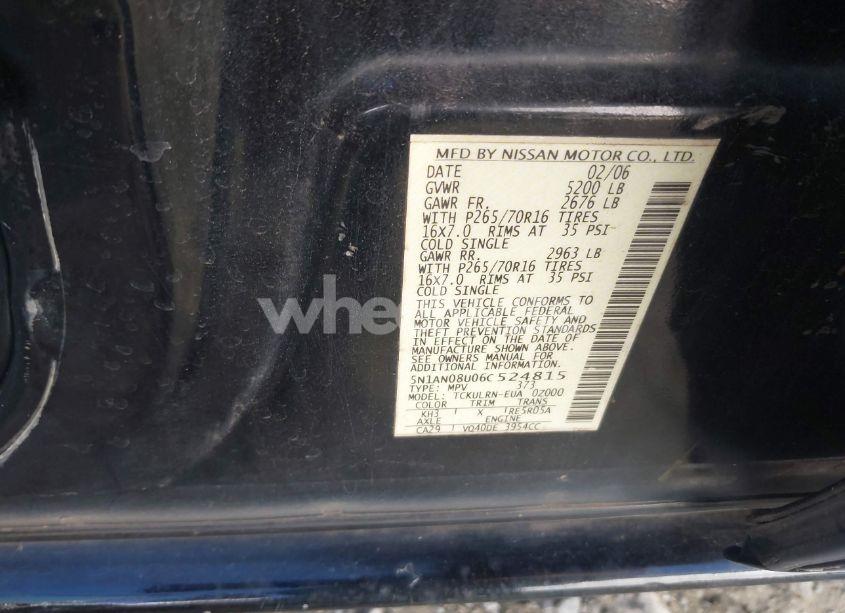 MFD BY NISSAN MOTOR CO., LTD.
DATE 02/06
GVWR 5200 LB
GAWR FR. 2676 LB
WITH P265/70R16 TIRES
16X7.0 RIMS AT 35 PSI
COLD SINGLE
GAWR RR. 2963 LB
WITH P265/70R16 TIRES
16X7.0 RIMS AT 35 PSI
COLD SINGLE
THIS VEHICLE CONFORMS TO
ALL APPLICABLE FEDERAL
MOTOR VEHICLE SAFETY AND
THEFT PREVENTION STANDARDS
IN EFFECT ON THE DATE OF
MANUFACTURE SHOWN ABOVE.
SEE OWNERS MANUAL FOR
ADDITIONAL INFORMATION.
5N1AN08U06C524815
TYPE: MPV 373
MODEL: TCKULRN-EUA 0Z000
COLOR TRIM TRANS
KH3 X RE5R05A
AXLE ENGINE
CA29 VQ40DE 3954CC